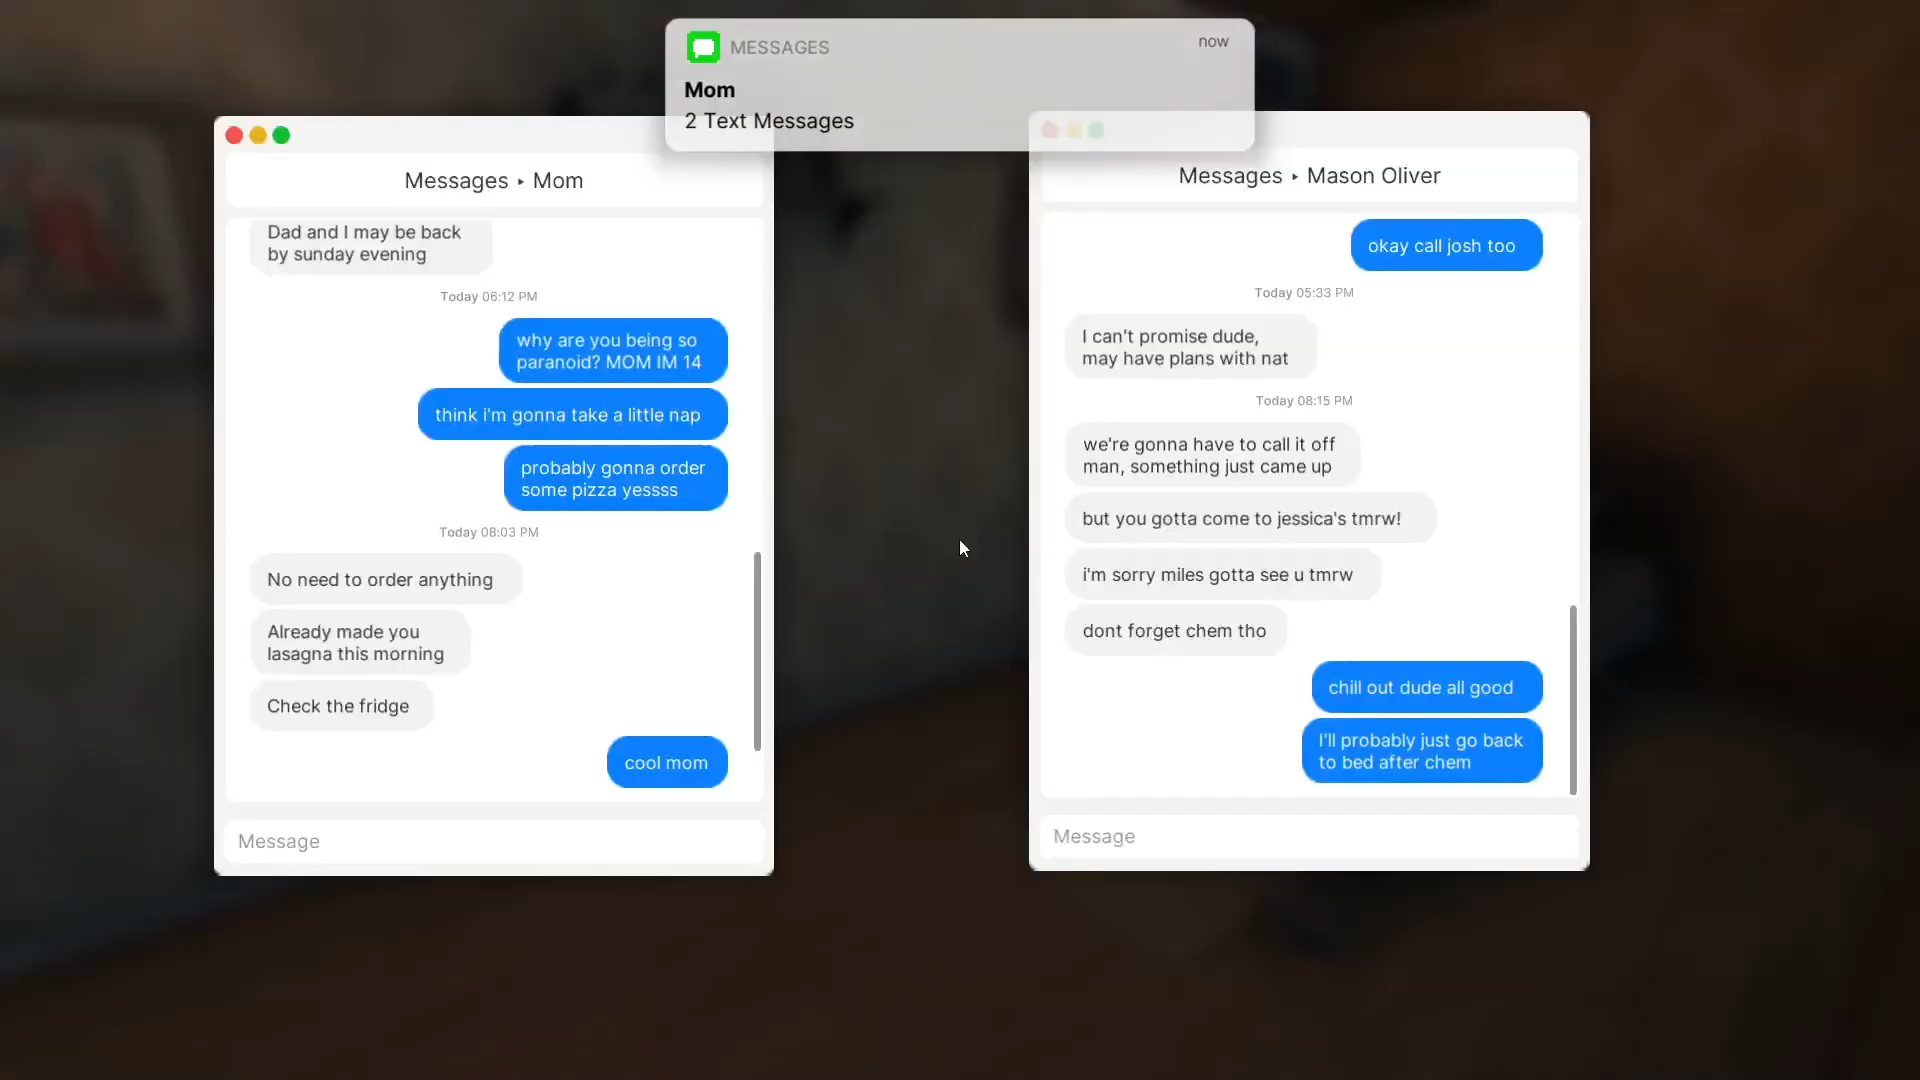 MESSAGES
now
Mom
2 Text Messages
Messages ‣ Mom
Dad and I may be back
by sunday evening
Today 06:12 PM
why are you being so
paranoid? MOM IM 14
think i'm gonna take a little nap
probably gonna order
some pizza yessss
Today 08:03 PM
No need to order anything
Already made you
lasagna this morning
Check the fridge
cool mom
Message
Messages ‣ Mason Oliver
okay call josh too
Today 05:33 PM
I can't promise dude,
may have plans with nat
Today 08:15 PM
we're gonna have to call it off
man, something just came up
but you gotta come to jessica's tmrw!
i'm sorry miles gotta see u tmrw
dont forget chem tho
chill out dude all good
I'll probably just go back
to bed after chem
Message